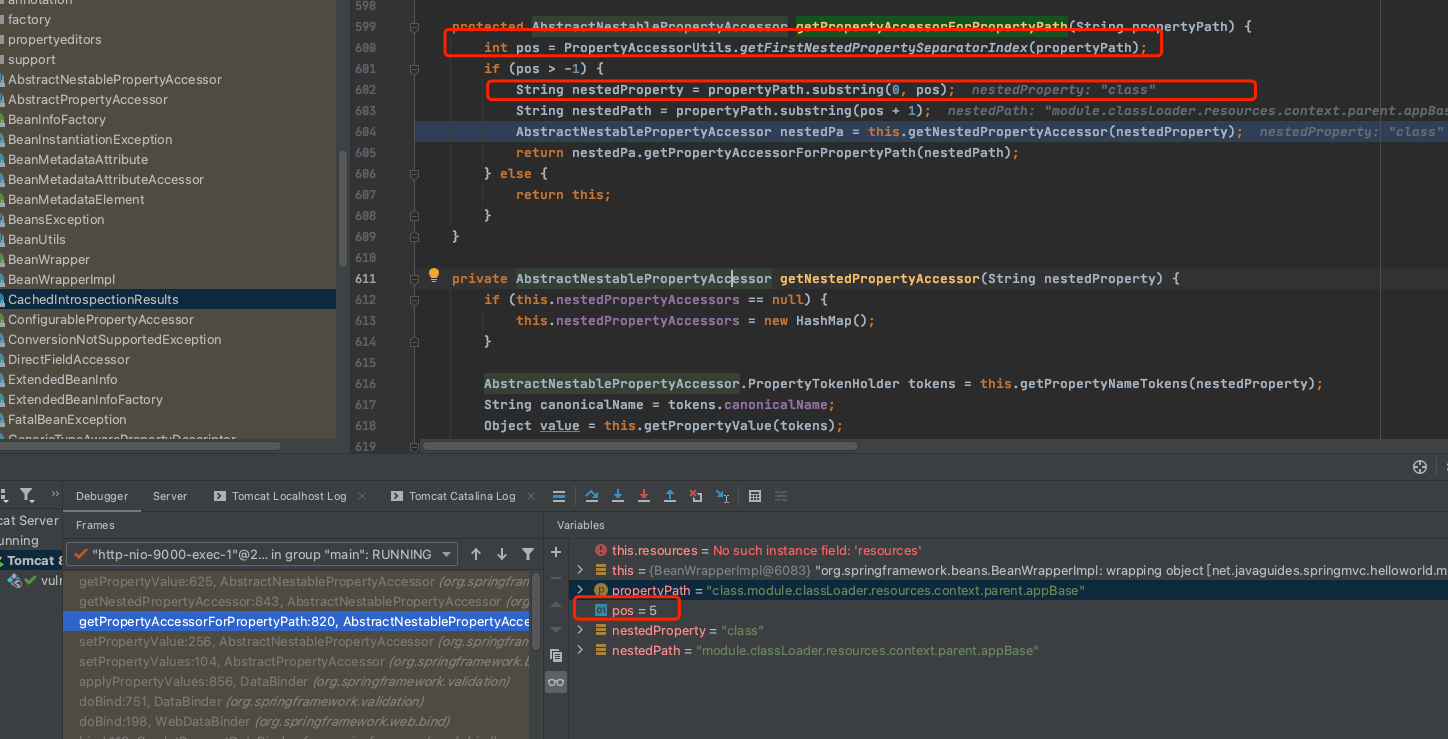 annotation
factory
propertyeditors
support
AbstractNestablePropertyAccessor
AbstractPropertyAccessor
BeanInfoFactory
BeanInstantiationException
BeanMetadataAttribute
BeanMetadataAttributeAccessor
BeanMetadataElement
BeansException
BeanUtils
BeanWrapper
BeanWrapperImpl
CachedIntrospectionResults
ConfigurablePropertyAccessor
ConversionNotSupportedException
DirectFieldAccessor
ExtendedBeanInfo
ExtendedBeanInfoFactory
FatalBeanException
GenericTypeAwarePropertyDescriptor
598
599 protected AbstractNestablePropertyAccessor getPropertyAccessorForPropertyPath(String propertyPath) {
600 int pos = PropertyAccessorUtils.getFirstNestedPropertySeparatorIndex(propertyPath);
601 if (pos > -1) {
602 String nestedProperty = propertyPath.substring(0, pos); nestedProperty: "class"
603 String nestedPath = propertyPath.substring(pos + 1); nestedPath: "module.classLoader.resources.context.parent.appBas
604 AbstractNestablePropertyAccessor nestedPa = this.getNestedPropertyAccessor(nestedProperty); nestedProperty: "class"
605 return nestedPa.getPropertyAccessorForPropertyPath(nestedPath);
606 } else {
607 return this;
608 }
609 }
610
611 private AbstractNestablePropertyAccessor getNestedPropertyAccessor(String nestedProperty) {
612 if (this.nestedPropertyAccessors == null) {
613 this.nestedPropertyAccessors = new HashMap();
614 }
615
616 AbstractNestablePropertyAccessor.PropertyTokenHolder tokens = this.getPropertyNameTokens(nestedProperty);
617 String canonicalName = tokens.canonicalName;
618 Object value = this.getPropertyValue(tokens);
619
Debugger Server Tomcat Localhost Log Tomcat Catalina Log
cat Server
unning
Tomcat 8
vuln
Frames
"http-nio-9000-exec-1"@2... in group "main": RUNNING
getPropertyValue:625, AbstractNestablePropertyAccessor (org.springfram
getNestedPropertyAccessor:843, AbstractNestablePropertyAccessor (org
getPropertyAccessorForPropertyPath:820, AbstractNestablePropertyAcce
setPropertyValue:256, AbstractNestablePropertyAccessor (org.springfram
setPropertyValues:104, AbstractPropertyAccessor (org.springframework.b
applyPropertyValues:856, DataBinder (org.springframework.validation)
doBind:751, DataBinder (org.springframework.validation)
doBind:198, WebDataBinder (org.springframework.web.bind)
Variables
this.resources = No such instance field: 'resources'
this = {BeanWrapperImpl@6083} "org.springframework.beans.BeanWrapperImpl: wrapping object [net.javaguides.springmvc.helloworld.m
propertyPath = "class.module.classLoader.resources.context.parent.appBase"
pos = 5
nestedProperty = "class"
nestedPath = "module.classLoader.resources.context.parent.appBase"